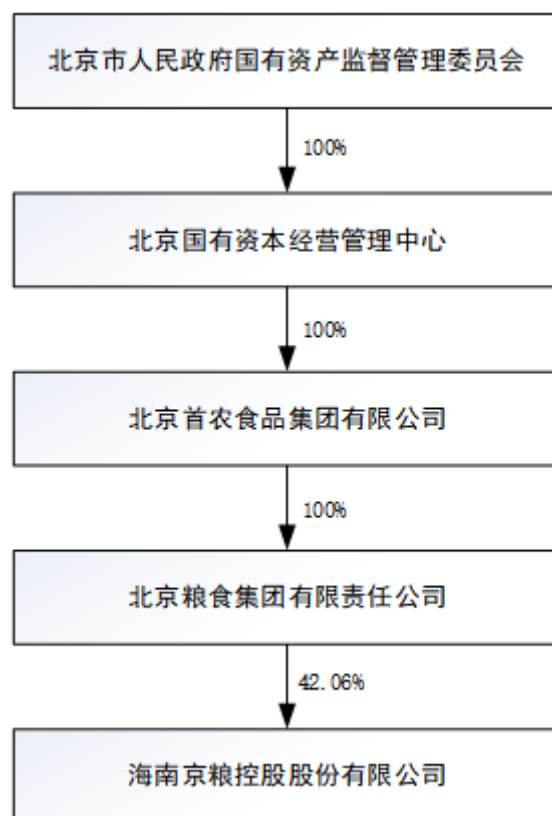 北京市人民政府国有资产监督管理委员会
100%
北京国有资本经营管理中心
100%
北京首农食品集团有限公司
100%
北京粮食集团有限责任公司
42.06%
海南京粮控股股份有限公司